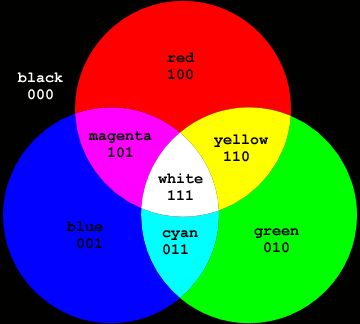 red
100
black
000
magenta
101
yellow
110
white
111
blue
001
cyan
011
green
010